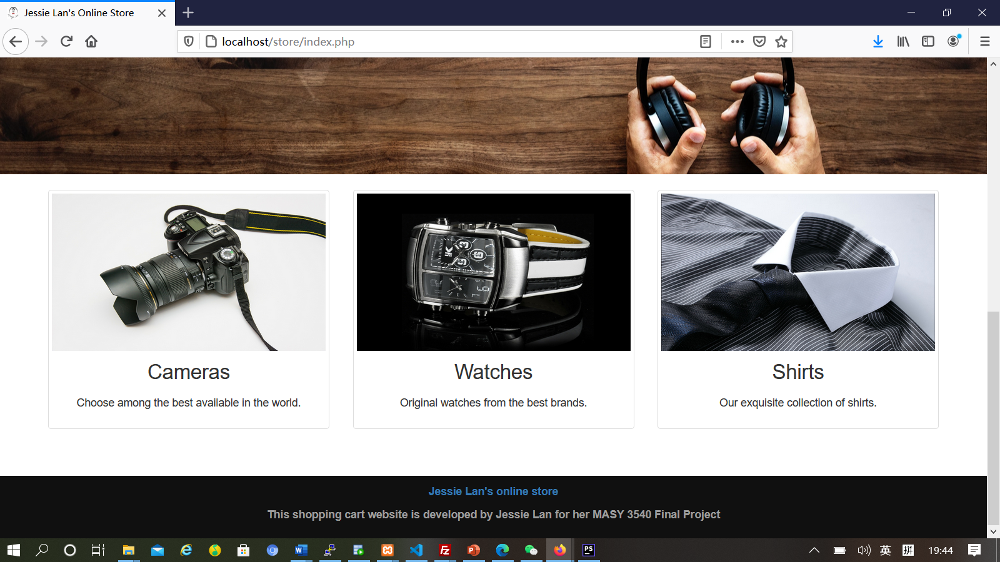 Jessie Lan's Online Store
localhost/store/index.php
Cameras
Choose among the best available in the world.
Watches
Original watches from the best brands.
Shirts
Our exquisite collection of shirts.
Jessie Lan's online store
This shopping cart website is developed by Jessie Lan for her MASY 3540 Final Project
英
拼
19:44